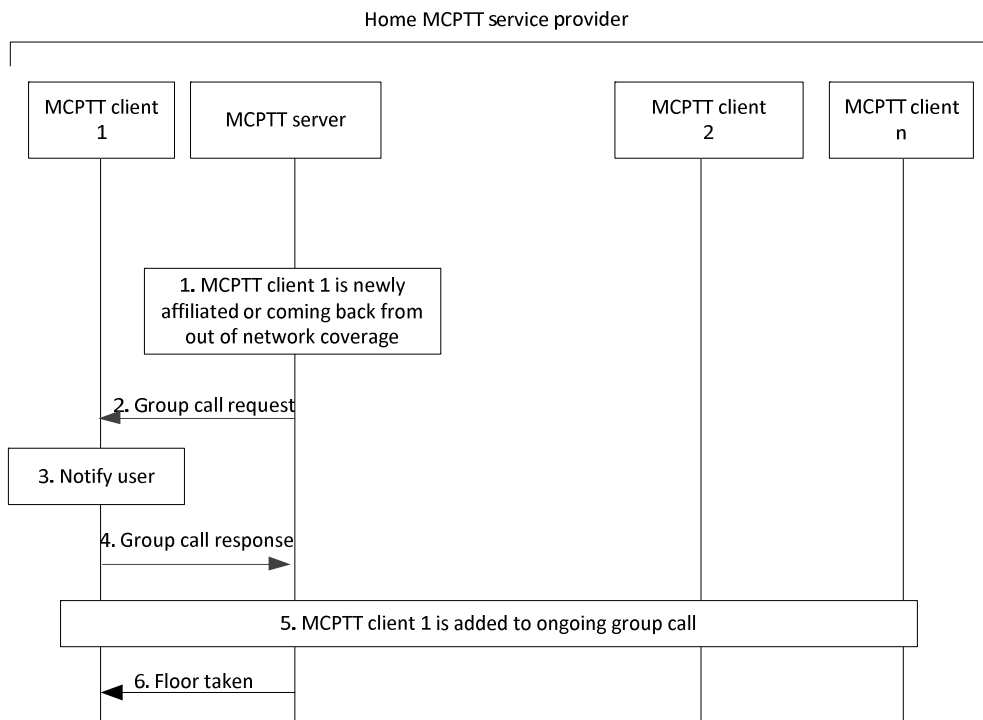 Home MCPTT service provider
MCPTT client
1
MCPTT server
MCPTT client
2
MCPTT client
n
1. MCPTT client 1 is newly
affiliated or coming back from
out of network coverage
2. Group call request
3. Notify user
4. Group call response
5. MCPTT client 1 is added to ongoing group call
6. Floor taken